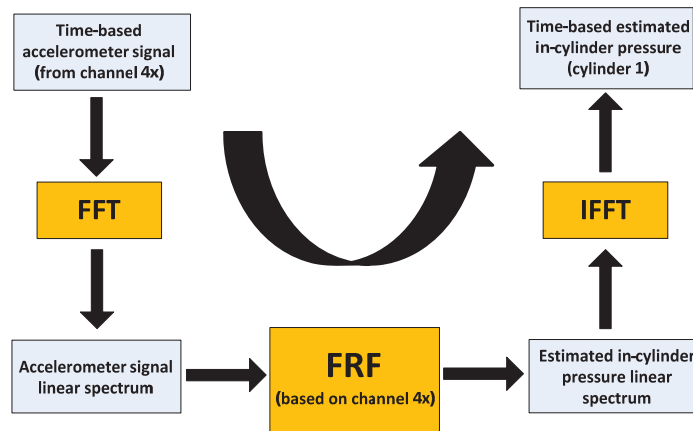 Time-based
accelerometer signal
(from channel 4x)
FFT
Accelerometer signal
linear spectrum
FRF
(based on channel 4x)
Estimated in-cylinder
pressure linear
spectrum
IFFT
Time-based estimated
in-cylinder pressure
(cylinder 1)